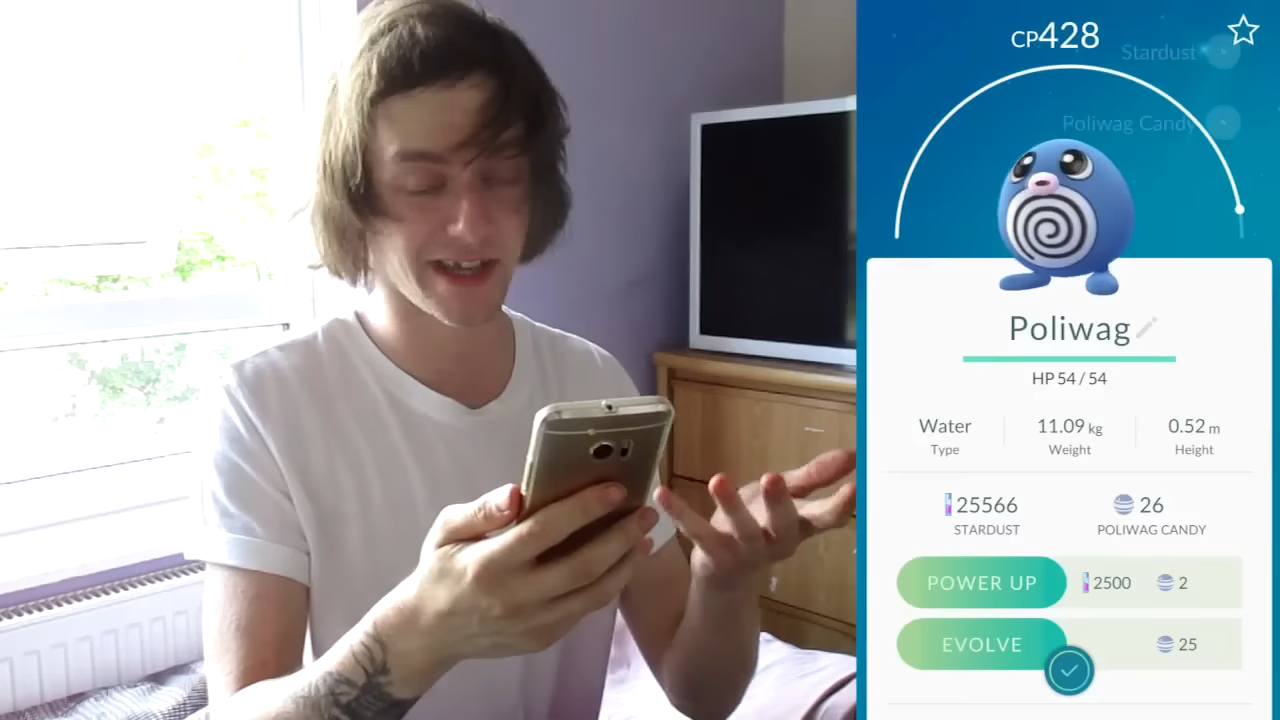 CP428
Stardust
Poliwag Candy
Poliwag
HP 54 / 54
Water 11.09 kg 0.52 m
Type Weight Height
25566 26
STARDUST POLIWAG CANDY
POWER UP 2500 2
EVOLVE 25